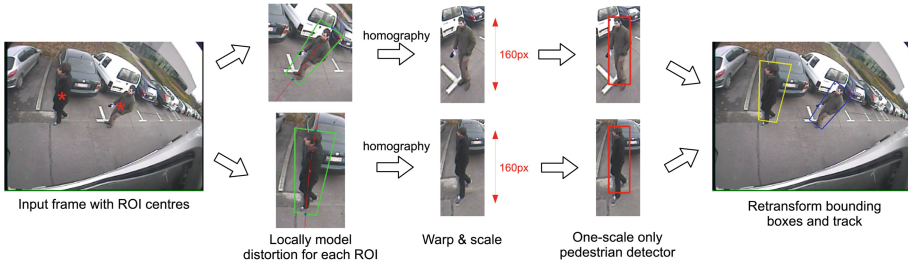 homography
160px
homography
160px
Input frame with ROI centres
Locally model
distortion for each ROI
Warp & scale
One-scale only
pedestrian detector
Retransform bounding
boxes and track